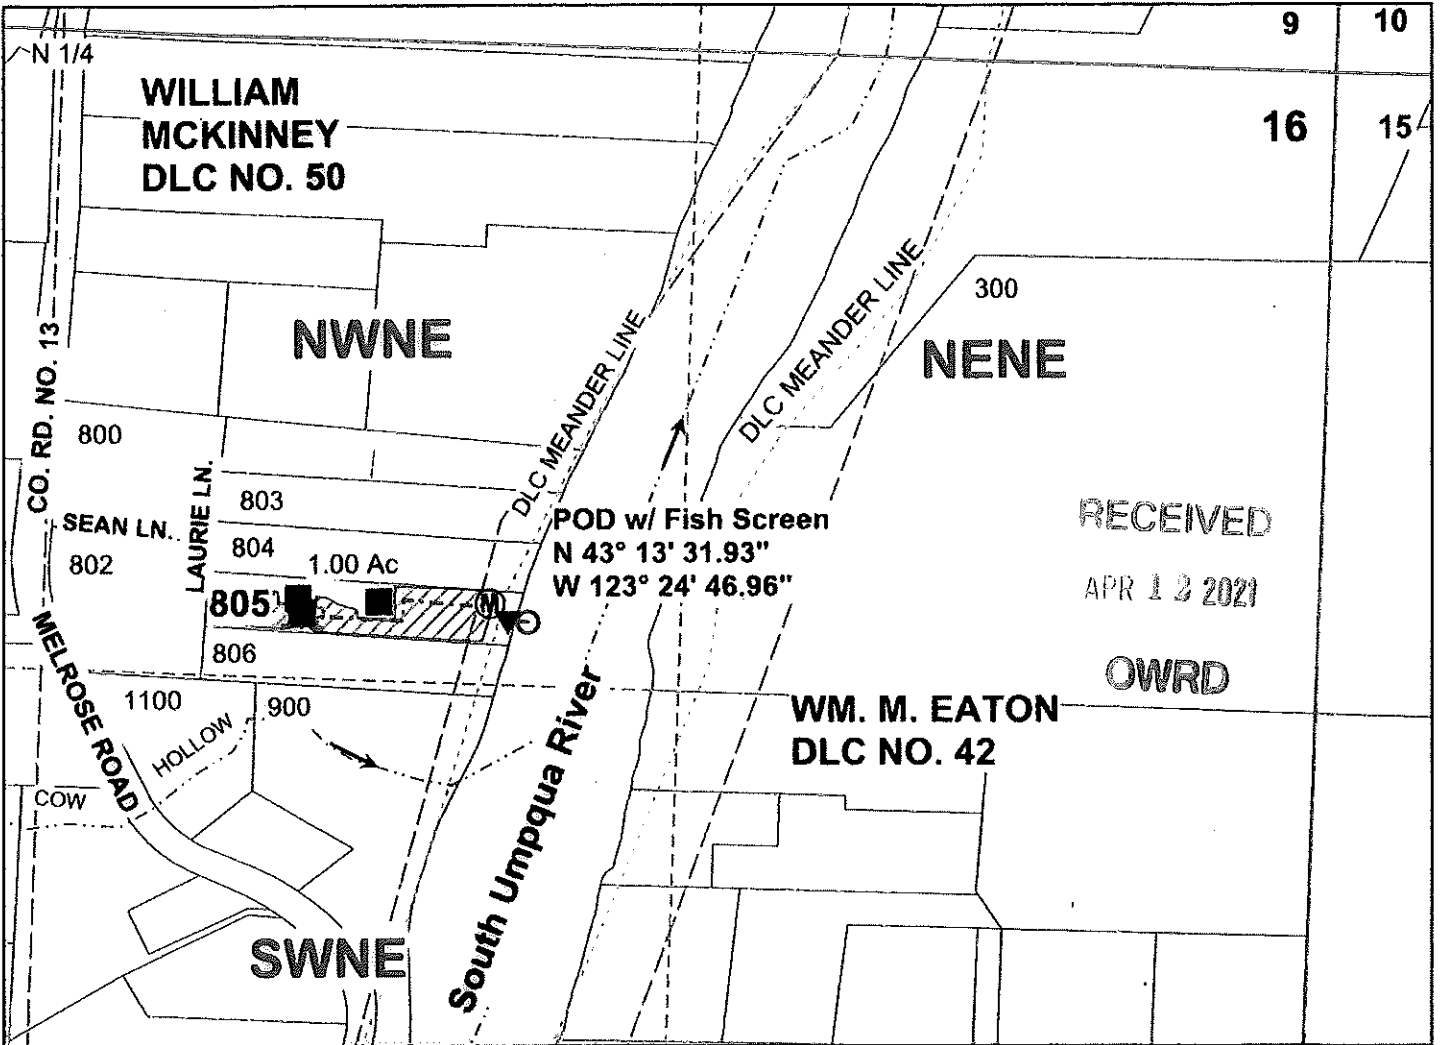 9
10
N 1/4
WILLIAM
MCKINNEY
DLC NO. 50
16
15
300
NWNE
NENE
CO. RD. NO. 13
DLC MEANDER LINE
DLC MEANDER LINE
800
LAURIE LN.
803
SEAN LN.
804
802
1.00 Ac
805
M
806
POD w/ Fish Screen
N 43° 13' 31.93"
W 123° 24' 46.96"
RECEIVED
APR 2021
OWRD
MELROSE ROAD
1100
900
HOLLOW
COW
South Umpqua River
WM. M. EATON
DLC NO. 42
SWNE